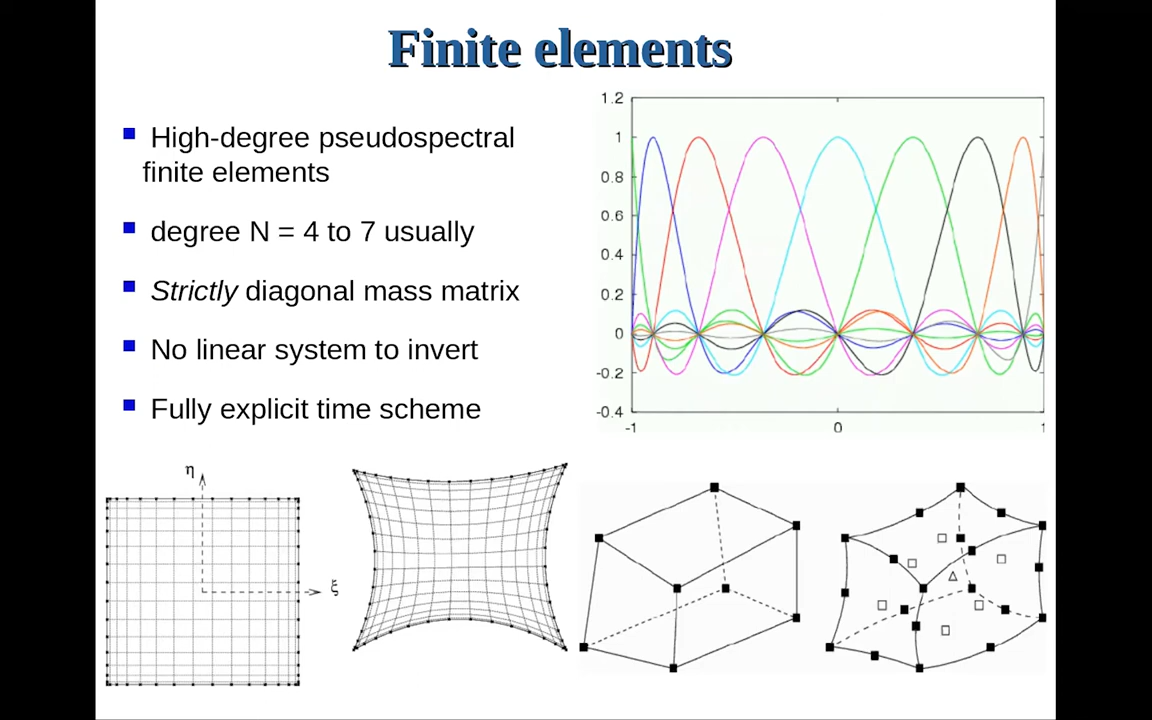 Finite elements
High-degree pseudospectral
finite elements
degree N = 4 to 7 usually
Strictly diagonal mass matrix
No linear system to invert
Fully explicit time scheme
1.2
1
0.8
0.6
0.4
0.2
0
-0.2
-0.4
-1
0
1
η
ξ